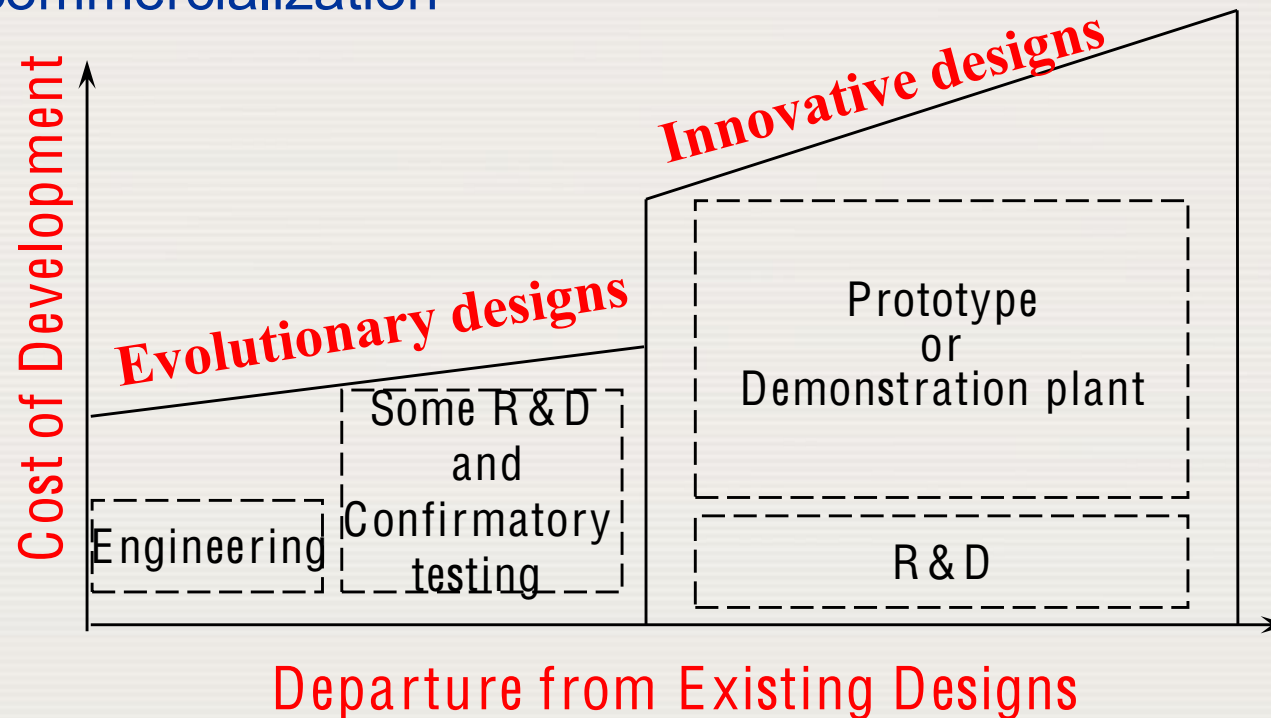 commercialization
Innovative designs
Cost of Development
Evolutionary designs
Prototype
or
Demonstration plant
Some R & D
and
Confirmatory
testing
Engineering
R & D
Departure from Existing Designs